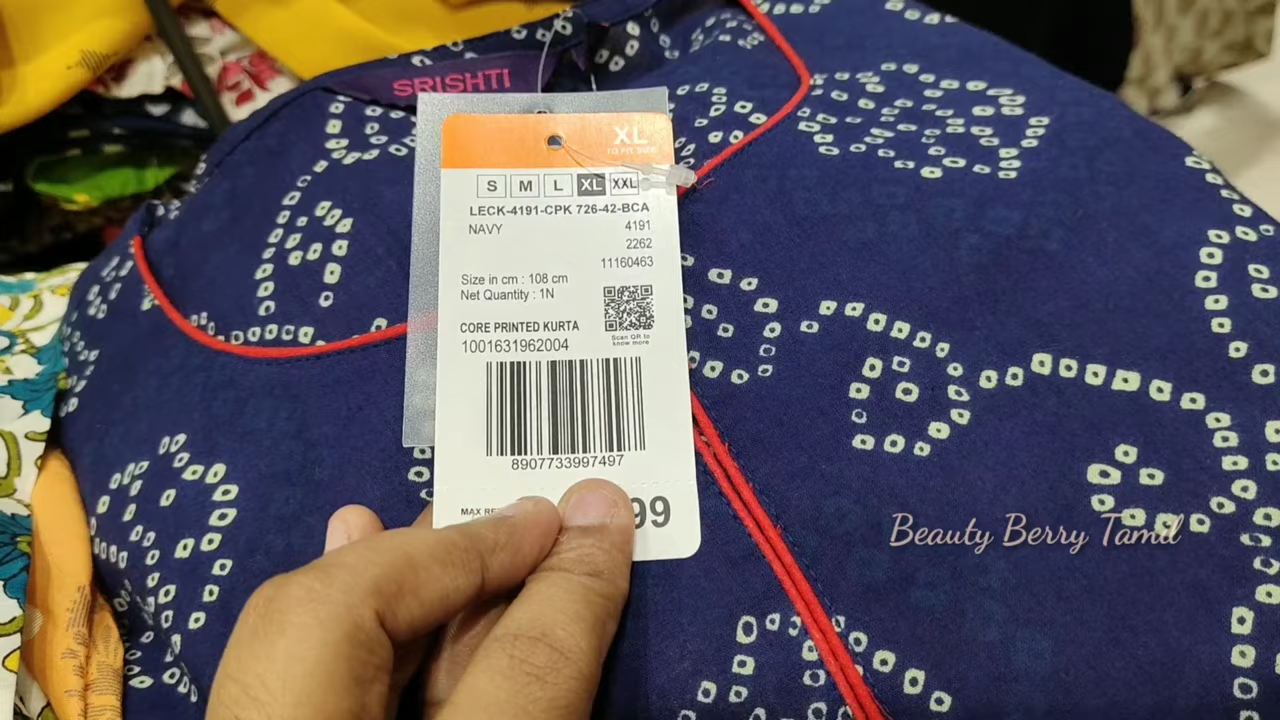 SRISHTI
XL
TO FIT SIZE
S M L XL XXL
LECK-4191-CPK 726-42-BCA
NAVY 4191
2262
11160463
Size in cm : 108 cm
Net Quantity : 1N
CORE PRINTED KURTA
1001631962004
Scan QR to
know more
8907733997497
MAX 99
Beauty Berry Tamil